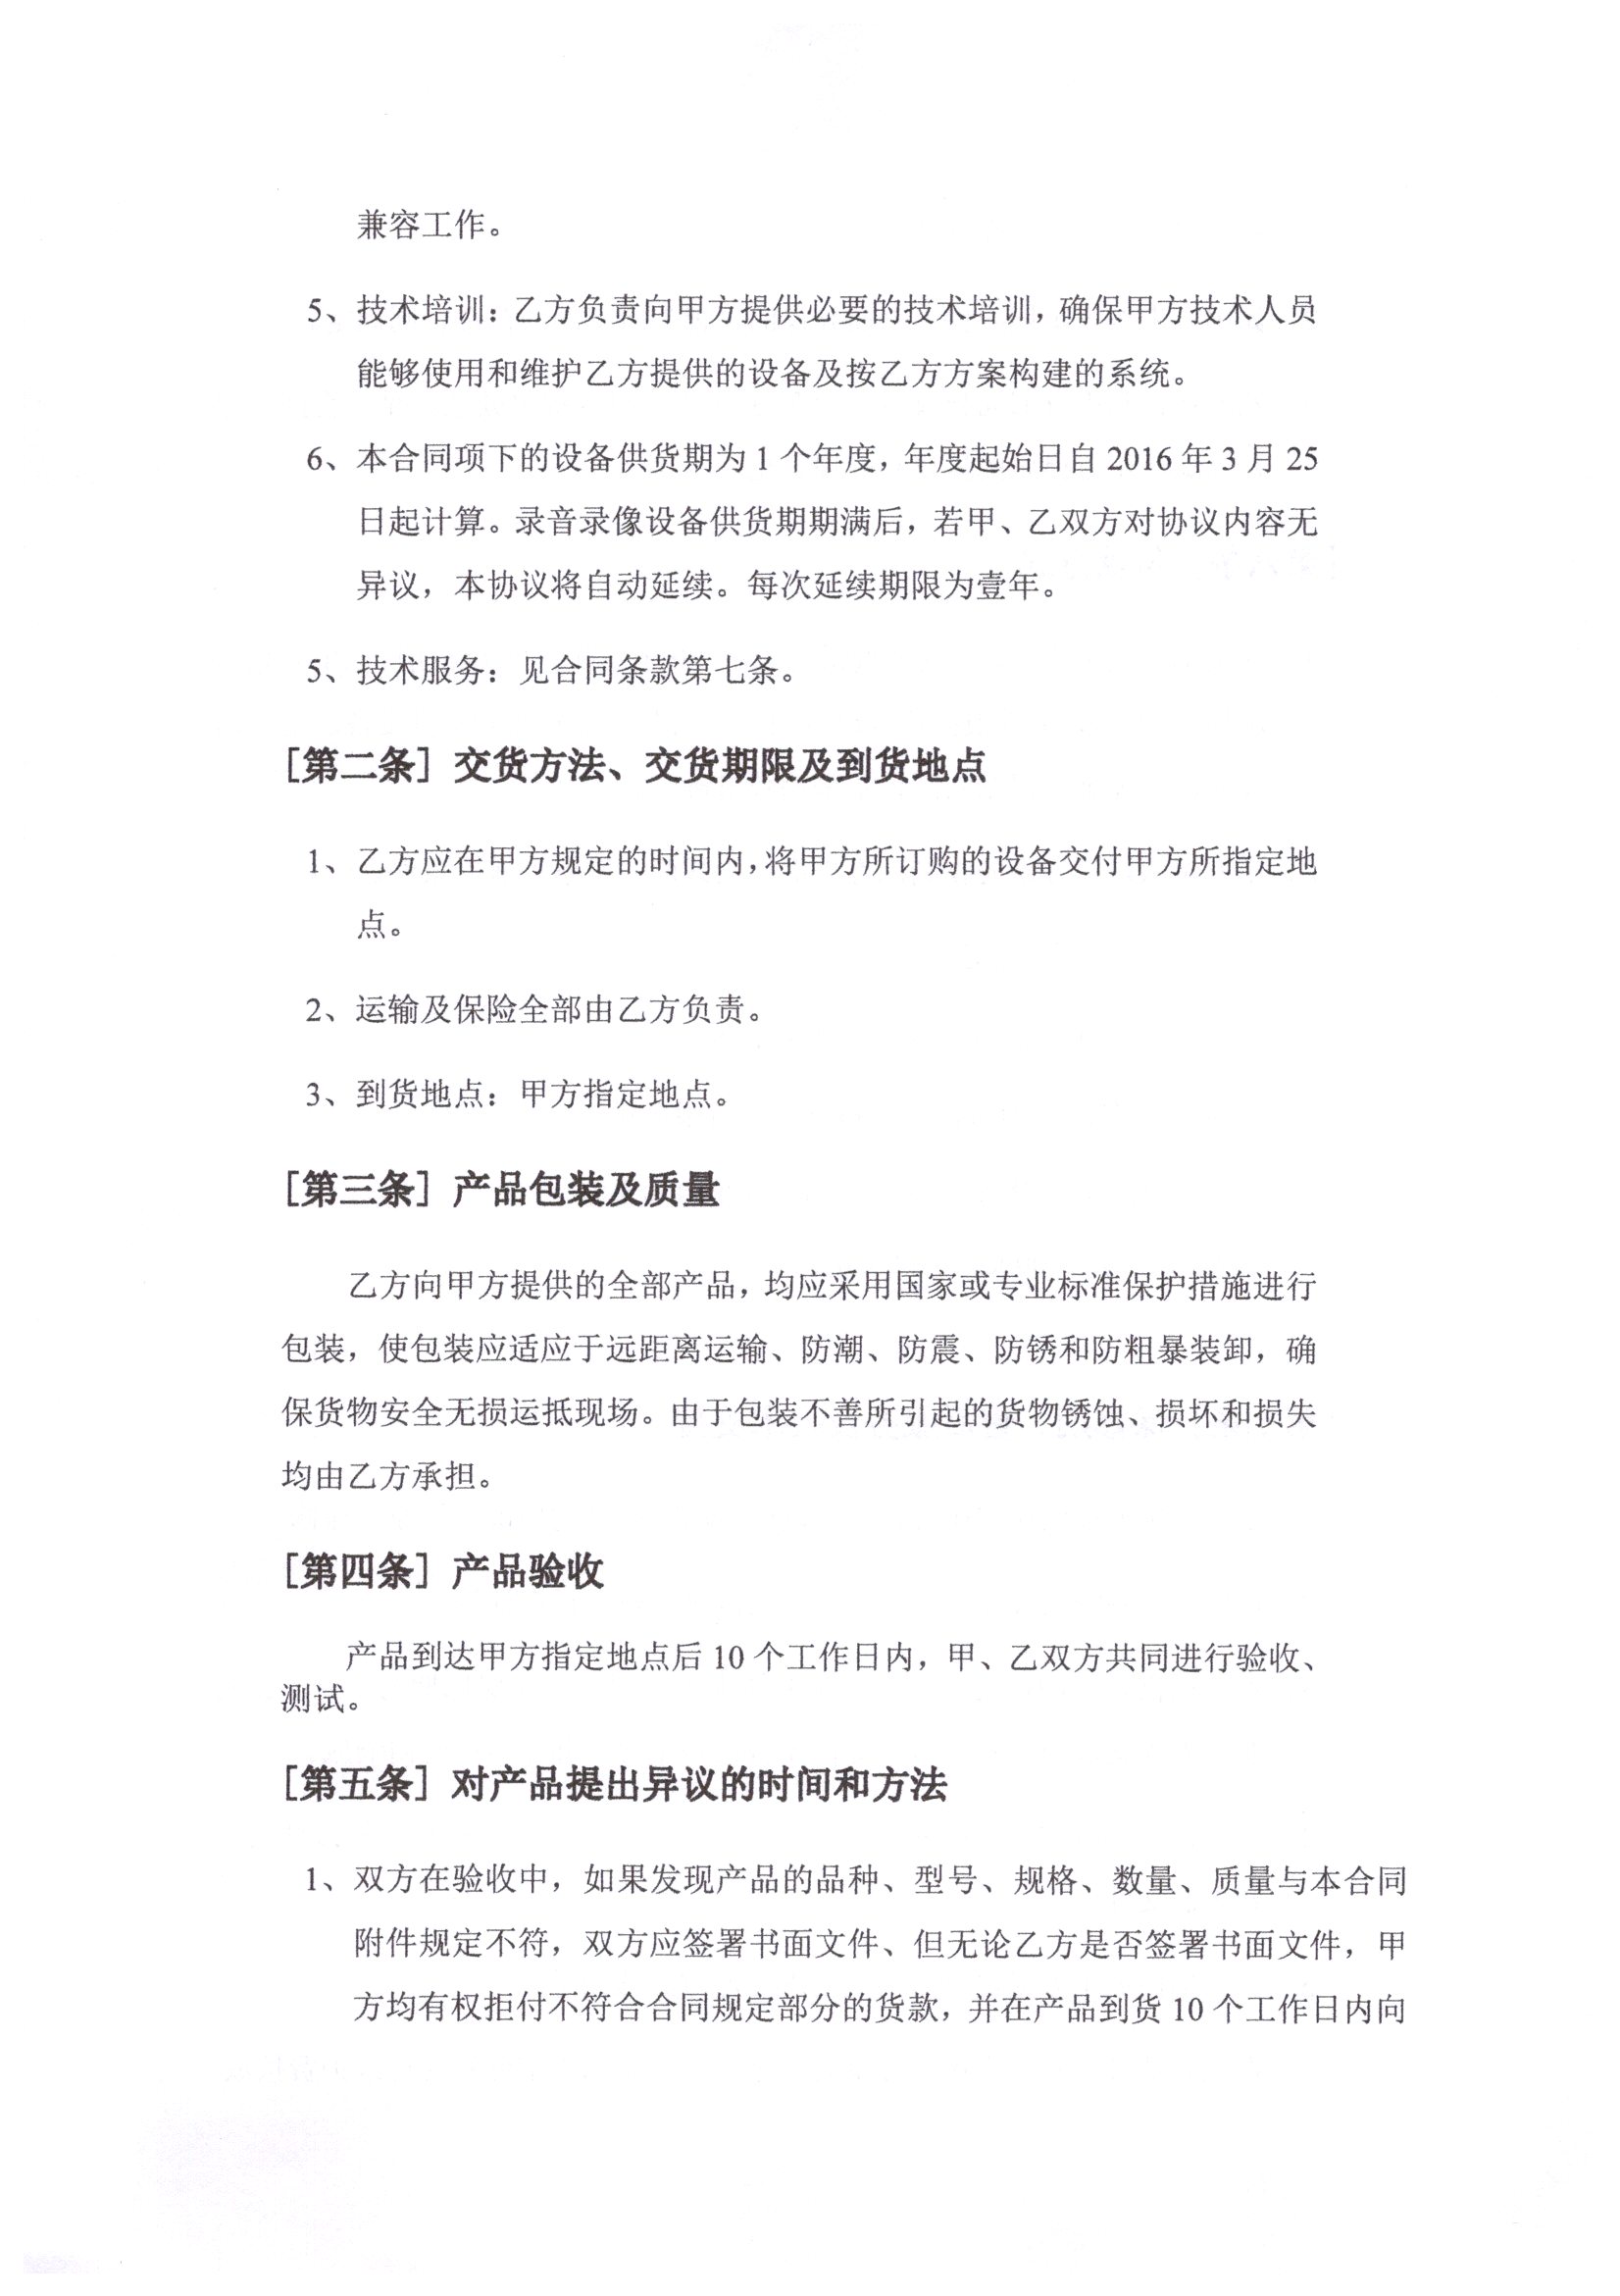 兼容工作。
5、技术培训：乙方负责向甲方提供必要的技术培训，确保甲方技术人员
能够使用和维护乙方提供的设备及按乙方方案构建的系统。
6、本合同项下的设备供货期为 1 个年度，年度起始日自 2016 年 3 月 25
日起计算。录音录像设备供货期期满后，若甲、乙双方对协议内容无
异议，本协议将自动延续。每次延续期限为壹年。
5、技术服务：见合同条款第七条。
[第二条] 交货方法、交货期限及到货地点
1、乙方应在甲方规定的时间内，将甲方所订购的设备交付甲方所指定地
点。
2、运输及保险全部由乙方负责。
3、到货地点：甲方指定地点。
[第三条] 产品包装及质量
乙方向甲方提供的全部产品，均应采用国家或专业标准保护措施进行
包装，使包装应适应于远距离运输、防潮、防震、防锈和防粗暴装卸，确
保货物安全无损运抵现场。由于包装不善所引起的货物锈蚀、损坏和损失
均由乙方承担。
[第四条] 产品验收
产品到达甲方指定地点后 10 个工作日内，甲、乙双方共同进行验收、
测试。
[第五条] 对产品提出异议的时间和方法
1、双方在验收中，如果发现产品的品种、型号、规格、数量、质量与本合同
附件规定不符，双方应签署书面文件、但无论乙方是否签署书面文件，甲
方均有权拒付不符合合同规定部分的货款，并在产品到货 10 个工作日内向